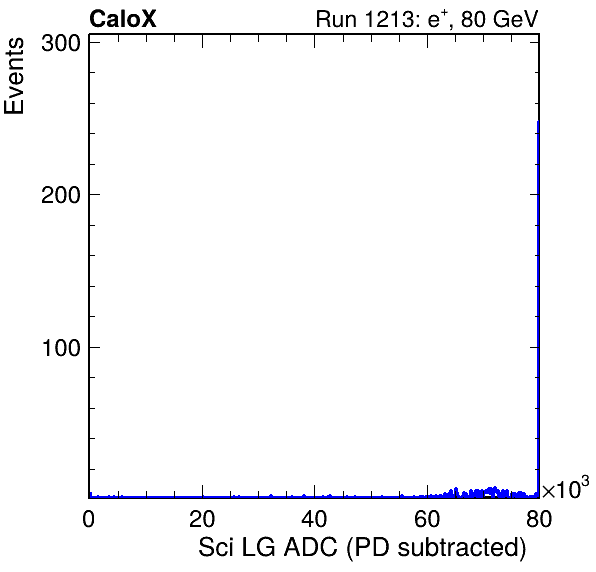 CaloX
Run 1213: e⁺, 80 GeV
Events
300
200
100
0
20
40
60
80
×10³
Sci LG ADC (PD subtracted)